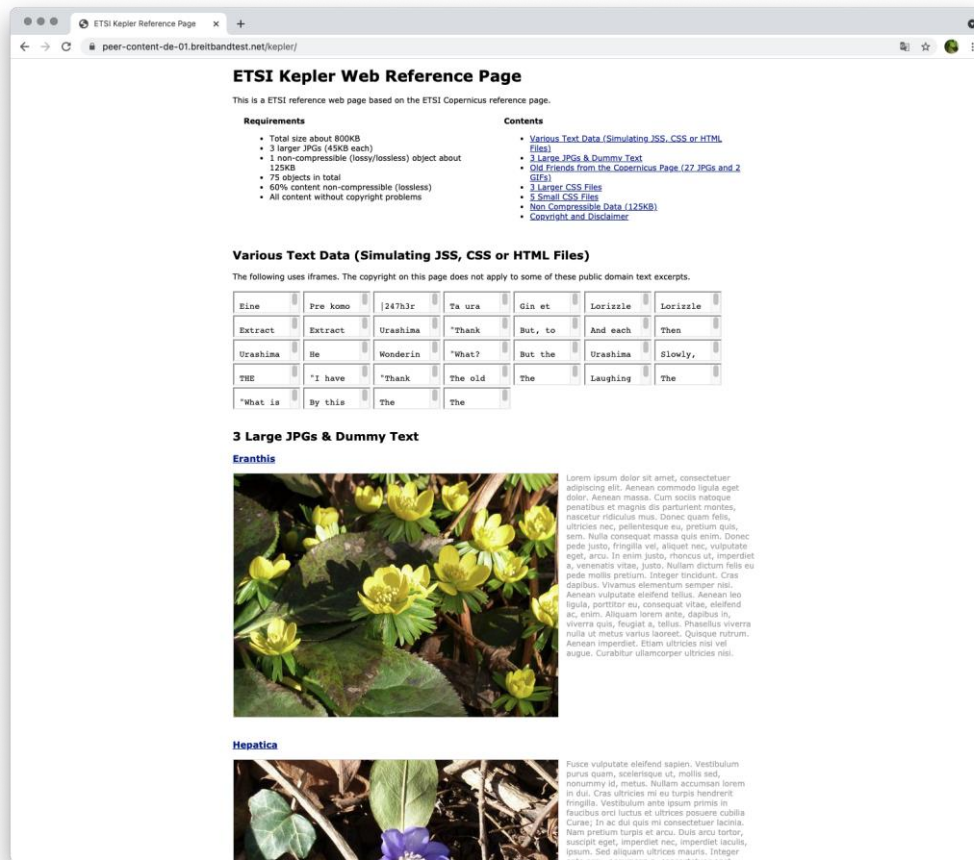 ETSI Kepler Reference Page
peer-content-de-01.breitbandtest.net/kepler/
ETSI Kepler Web Reference Page
This is a ETSI reference web page based on the ETSI Copernicus reference page.
Requirements
Total size about 800KB
3 larger JPGs (45KB each)
1 non-compressible (lossy/lossless) object about
125KB
75 objects in total
60% content non-compressible (lossless)
All content without copyright problems
Contents
Various Text Data (Simulating JSS, CSS or HTML
Files)
3 Large JPGs & Dummy Text
Old Friends from the Copernicus Page (27 JPGs and 2
GIFs)
3 Larger CSS Files
5 Small CSS Files
Non Compressible Data (125KB)
Copyright and Disclaimer
Various Text Data (Simulating JSS, CSS or HTML Files)
The following uses iframes. The copyright on this page does not apply to some of these public domain text excerpts.
Eine Pre komo |247h3r Ta ura Gin et Lorizzle Lorizzle
Extract Extract Urashima "Thank But, to And each Then
Urashima He Wonderin "What? But the Urashima Slowly,
THE "I have "Thank The old The Laughing The
"What is By this The The
3 Large JPGs & Dummy Text
Eranthis
Lorem ipsum dolor sit amet, consectetuer
adipiscing elit. Aenean commodo ligula eget
dolor. Aenean massa. Cum sociis natoque
penatibus et magnis dis parturient montes,
nascetur ridiculus mus. Donec quam felis,
ultricies nec, pellentesque eu, pretium quis,
sem. Nulla consequat massa quis enim. Donec
pede justo, fringilla vel, aliquet nec, vulputate
eget, arcu. In enim justo, rhoncus ut, imperdiet
a, venenatis vitae, justo. Nullam dictum felis eu
pede mollis pretium. Integer tincidunt. Cras
dapibus. Vivamus elementum semper nisi.
Aenean vulputate eleifend tellus. Aenean leo
ligula, porttitor eu, consequat vitae, eleifend
ac, enim. Aliquam lorem ante, dapibus in,
viverra quis, feugiat a, tellus. Phasellus viverra
nulla ut metus varius laoreet. Quisque rutrum.
Aenean imperdiet. Etiam ultricies nisi vel
augue. Curabitur ullamcorper ultricies nisi.
Hepatica
Fusce vulputate eleifend sapien. Vestibulum
purus quam, scelerisque ut, mollis sed,
nonummy id, metus. Nullam accumsan lorem
in dui. Cras ultricies mi eu turpis hendrerit
fringilla. Vestibulum ante ipsum primis in
faucibus orci luctus et ultrices posuere cubilia
Curae; In ac dui quis mi consectetuer lacinia.
Nam pretium turpis et arcu. Duis arcu tortor,
suscipit eget, imperdiet nec, imperdiet iaculis,
ipsum. Sed aliquam ultrices mauris. Integer